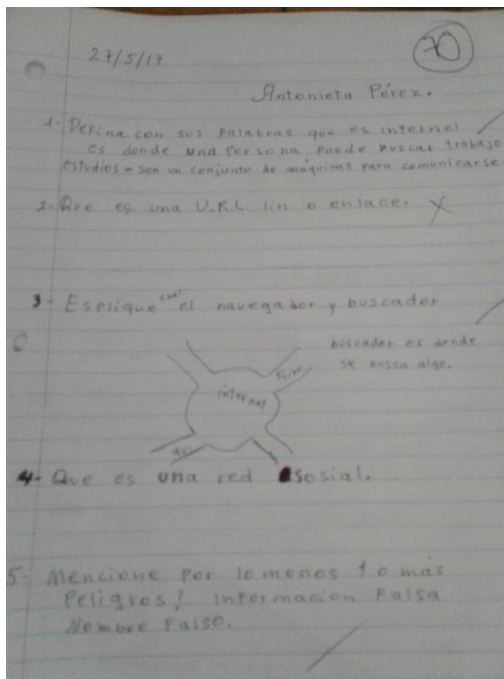 27/5/17
70
Antonieta Pérez.
1- Defina con sus palabras que es internel
es donde una Persona Puede buscar trabajo
estudios = son un conjunto de máquinas para comunicarse.
2- Que es una U.R.L. lin o enlace. X
3- Esplique cual el navegador y buscador
buscador es donde
se busca algo.
internet
4- Que es una red sosial.
5- Mencione Por lo menos 1 o más
Peligros! Informacion Falsa
Nombre Falso.